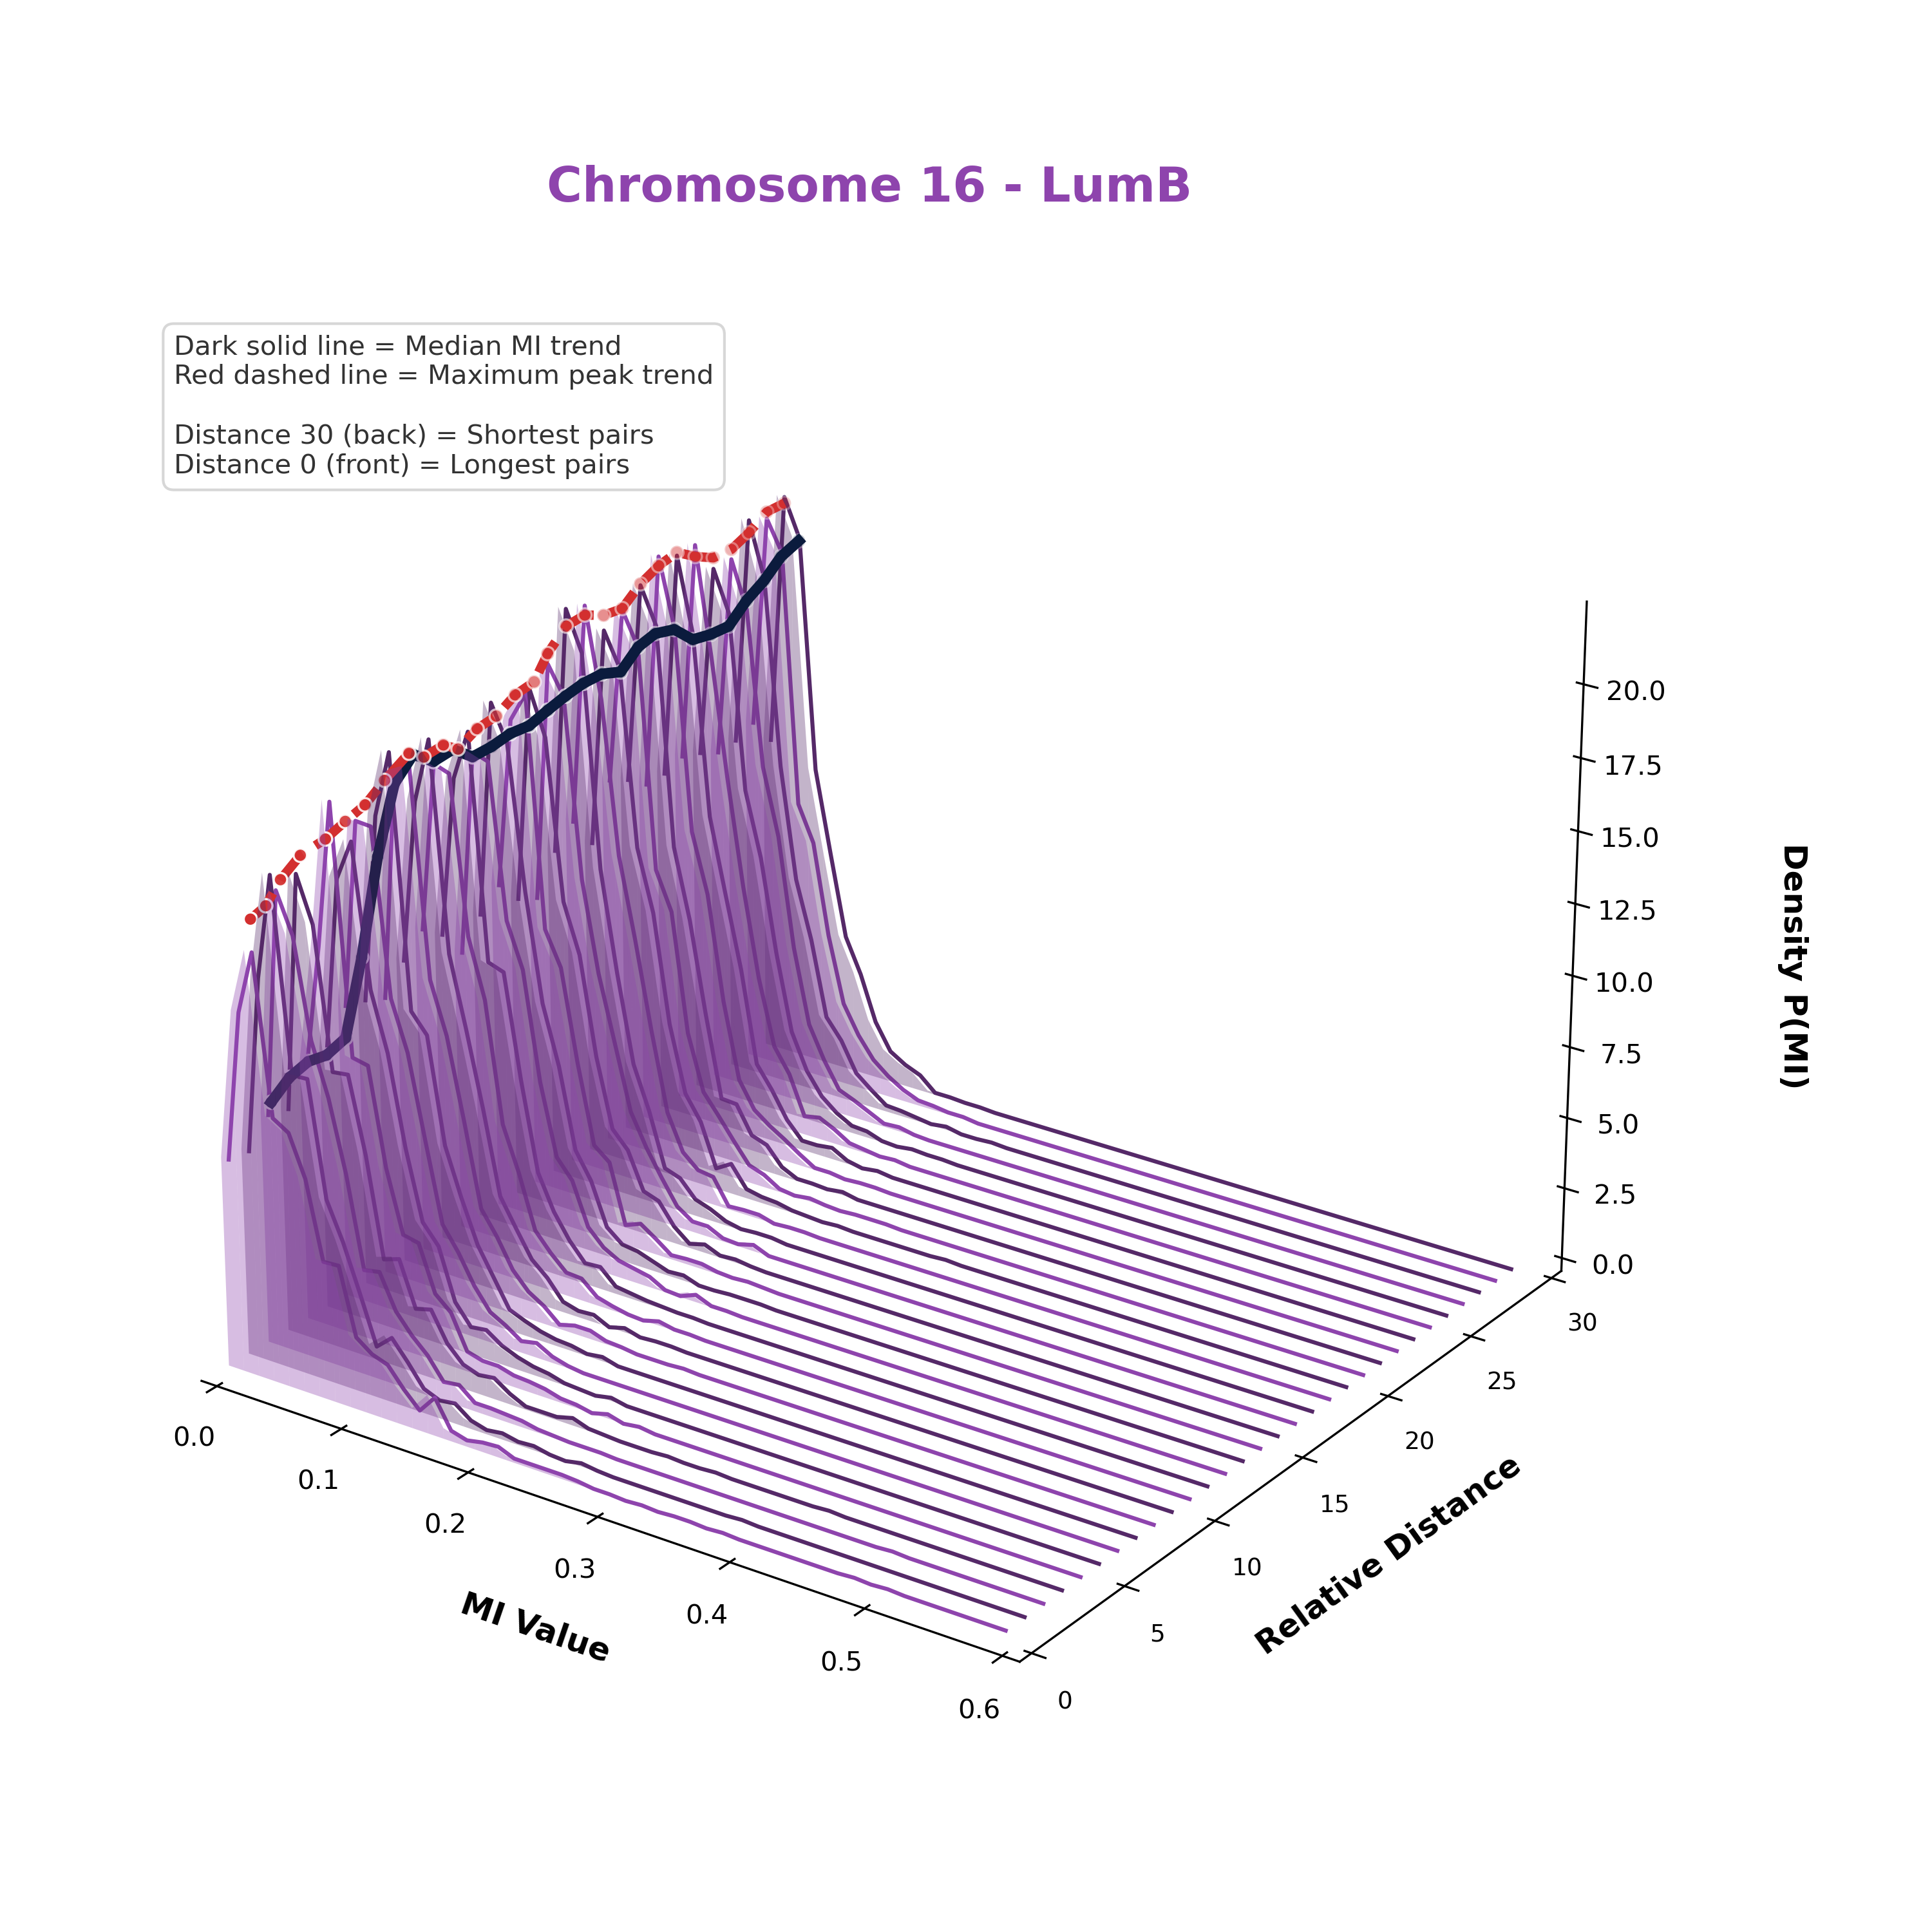 Chromosome 16 - LumB
Dark solid line = Median MI trend
Red dashed line = Maximum peak trend
Distance 30 (back) = Shortest pairs
Distance 0 (front) = Longest pairs
20.0
17.5
15.0
12.5
10.0
7.5
5.0
2.5
0.0
Density P(MI)
0.0
0.1
0.2
0.3
0.4
0.5
0.6
MI Value
0
5
10
15
20
25
30
Relative Distance